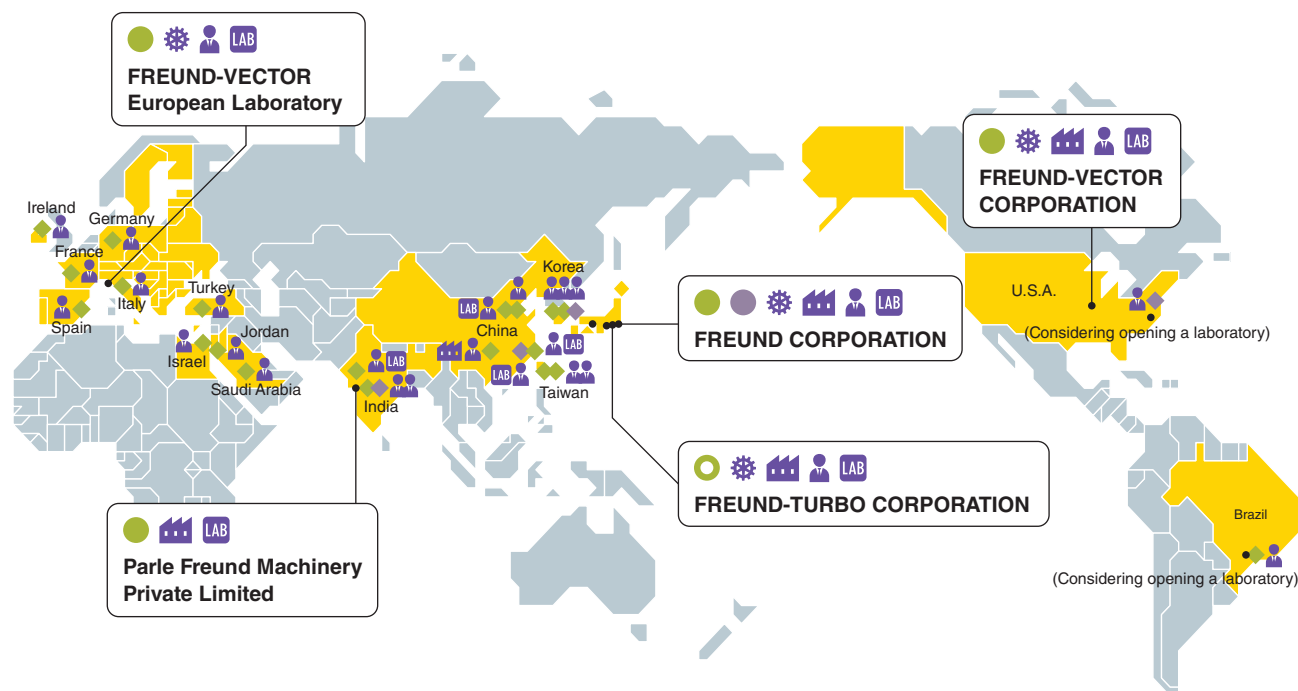 LAB
FREUND-VECTOR
European Laboratory
LAB
FREUND-VECTOR
CORPORATION
Ireland
Germany
France
Italy
Spain
Turkey
Jordan
Israel
Saudi Arabia
Korea
LAB
China
LAB
LAB
LAB
Taiwan
LAB
India
U.S.A.
(Considering opening a laboratory)
LAB
FREUND CORPORATION
LAB
FREUND-TURBO CORPORATION
LAB
Parle Freund Machinery
Private Limited
Brazil
(Considering opening a laboratory)